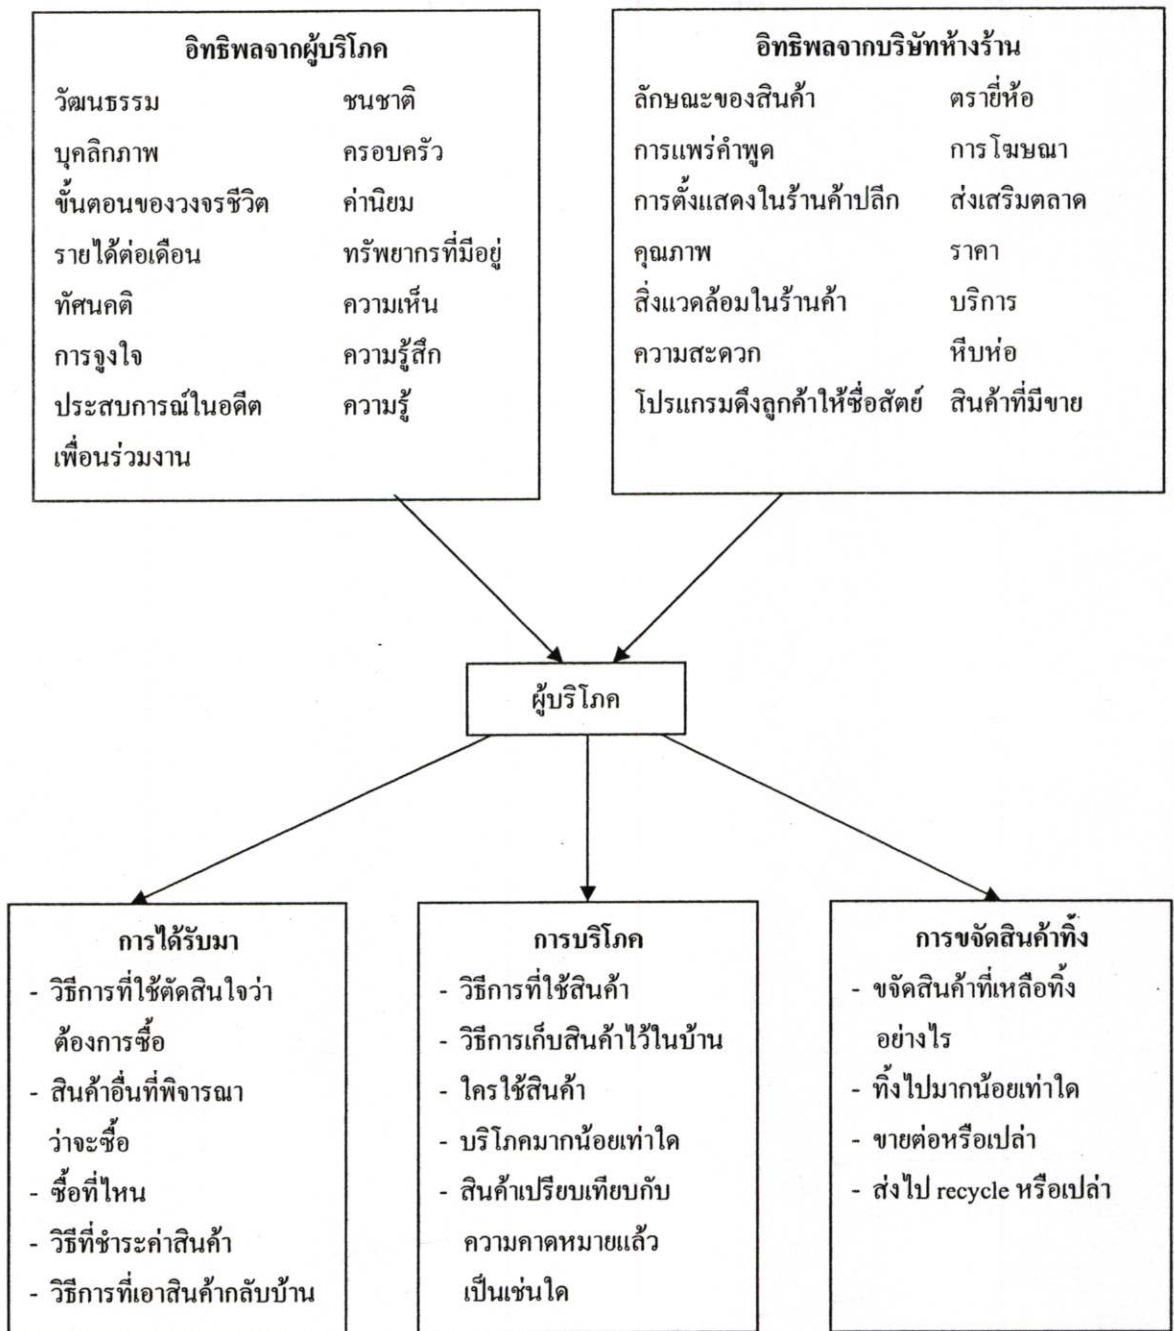 อิทธิพลจากผู้บริโภค
วัฒนธรรม ชนชาติ
บุคลิกภาพ ครอบครัว
ขั้นตอนของวงจรชีวิต ค่านิยม
รายได้ต่อเดือน ทรัพยากรที่มีอยู่
ทัศนคติ ความเห็น
การจูงใจ ความรู้สึก
ประสบการณ์ในอดีต ความรู้
เพื่อนร่วมงาน
อิทธิพลจากบริษัทห้างร้าน
ลักษณะของสินค้า ตรายี่ห้อ
การแพร่คำพูด การโฆษณา
การตั้งแสดงในร้านค้าปลีก ส่งเสริมตลาด
คุณภาพ ราคา
สิ่งแวดล้อมในร้านค้า บริการ
ความสะดวก หีบห่อ
โปรแกรมดึงลูกค้าให้ซื่อสัตย์ สินค้าที่มีขาย
ผู้บริโภค
การได้รับมา
- วิธีการที่ใช้ตัดสินใจว่า
ต้องการซื้อ
- สินค้าอื่นที่พิจารณา
ว่าจะซื้อ
- ซื้อที่ไหน
- วิธีที่ชำระค่าสินค้า
- วิธีการที่เอาสินค้ากลับบ้าน
การบริโภค
- วิธีการที่ใช้สินค้า
- วิธีการเก็บสินค้าไว้ในบ้าน
- ใครใช้สินค้า
- บริโภคมากน้อยเท่าใด
- สินค้าเปรียบเทียบกับ
ความคาดหมายแล้ว
เป็นเช่นใด
การขจัดสินค้าทิ้ง
- ขจัดสินค้าที่เหลือทิ้ง
อย่างไร
- ทิ้งไปมากน้อยเท่าใด
- ขายต่อหรือเปล่า
- ส่งไป recycle หรือเปล่า